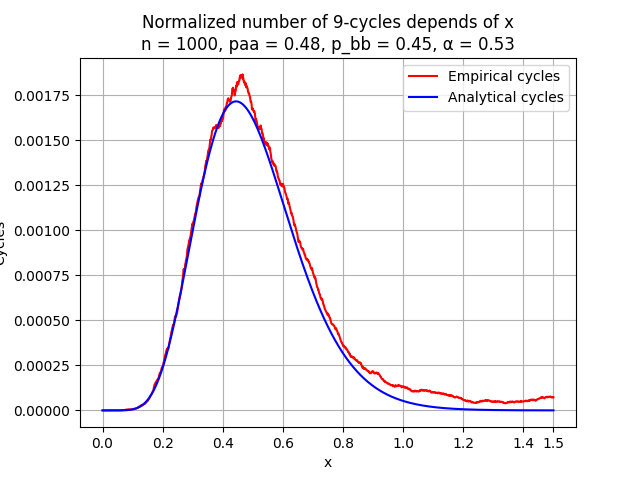 Normalized number of 9-cycles depends of x
n = 1000, paa = 0.48, p_bb = 0.45, α = 0.53
Empirical cycles
Analytical cycles
0.00175
0.00150
0.00125
0.00100
0.00075
0.00050
0.00025
0.00000
cycles
0.0 0.2 0.4 0.6 0.8 1.0 1.2 1.4 1.5
x